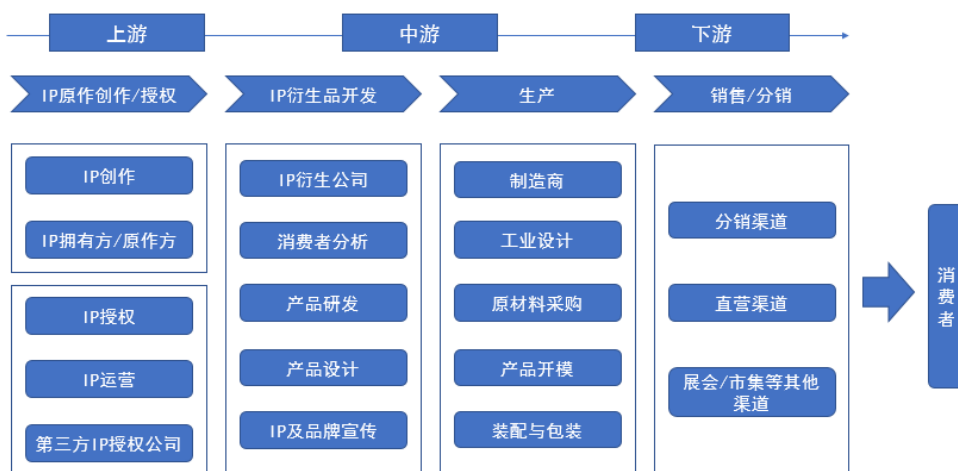 上游
中游
下游
IP原作创作/授权
IP衍生品开发
生产
销售/分销
IP创作
IP拥有方/原作方
IP授权
IP运营
第三方IP授权公司
IP衍生公司
消费者分析
产品研发
产品设计
IP及品牌宣传
制造商
工业设计
原材料采购
产品开模
装配与包装
分销渠道
直营渠道
展会/市集等其他
渠道
消
费
者